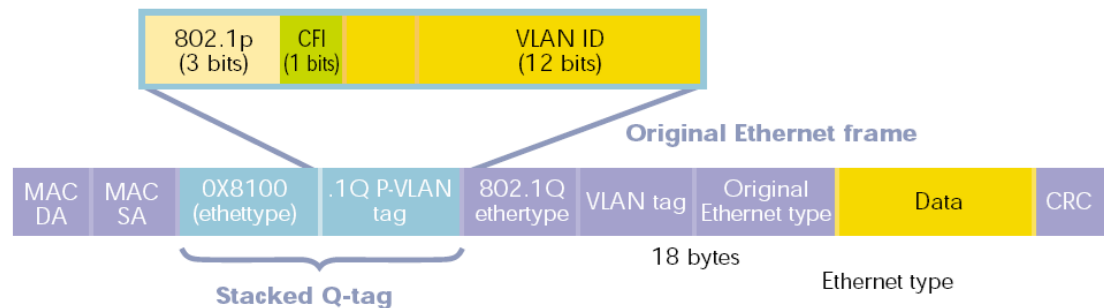 802.1p
(3 bits)
CFI
(1 bits)
VLAN ID
(12 bits)
Original Ethernet frame
MAC
DA
MAC
SA
0X8100
(ethettype)
.1Q P-VLAN
tag
802.1Q
ethertype
VLAN tag
Original
Ethernet type
Data
CRC
18 bytes
Ethernet type
Stacked Q-tag